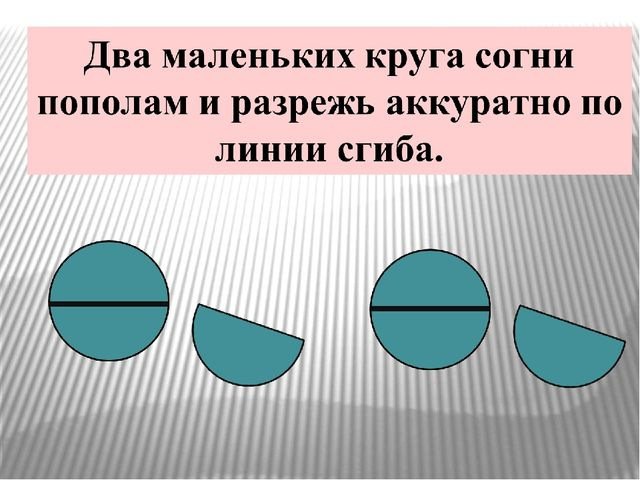 Два маленьких круга согни
пополам и разрежь аккуратно по
линии сгиба.